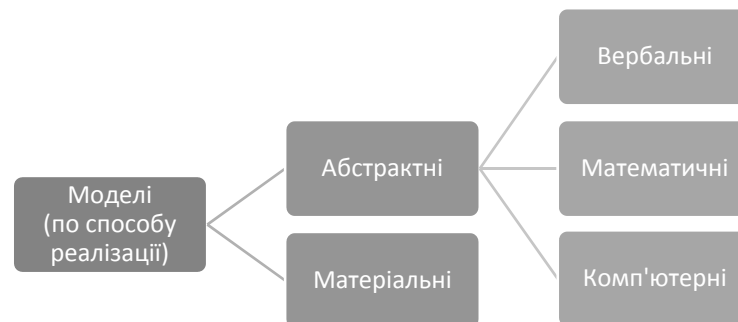 Моделі
(по способу
реалізації)
Абстрактні
Матеріальні
Вербальні
Математичні
Комп'ютерні